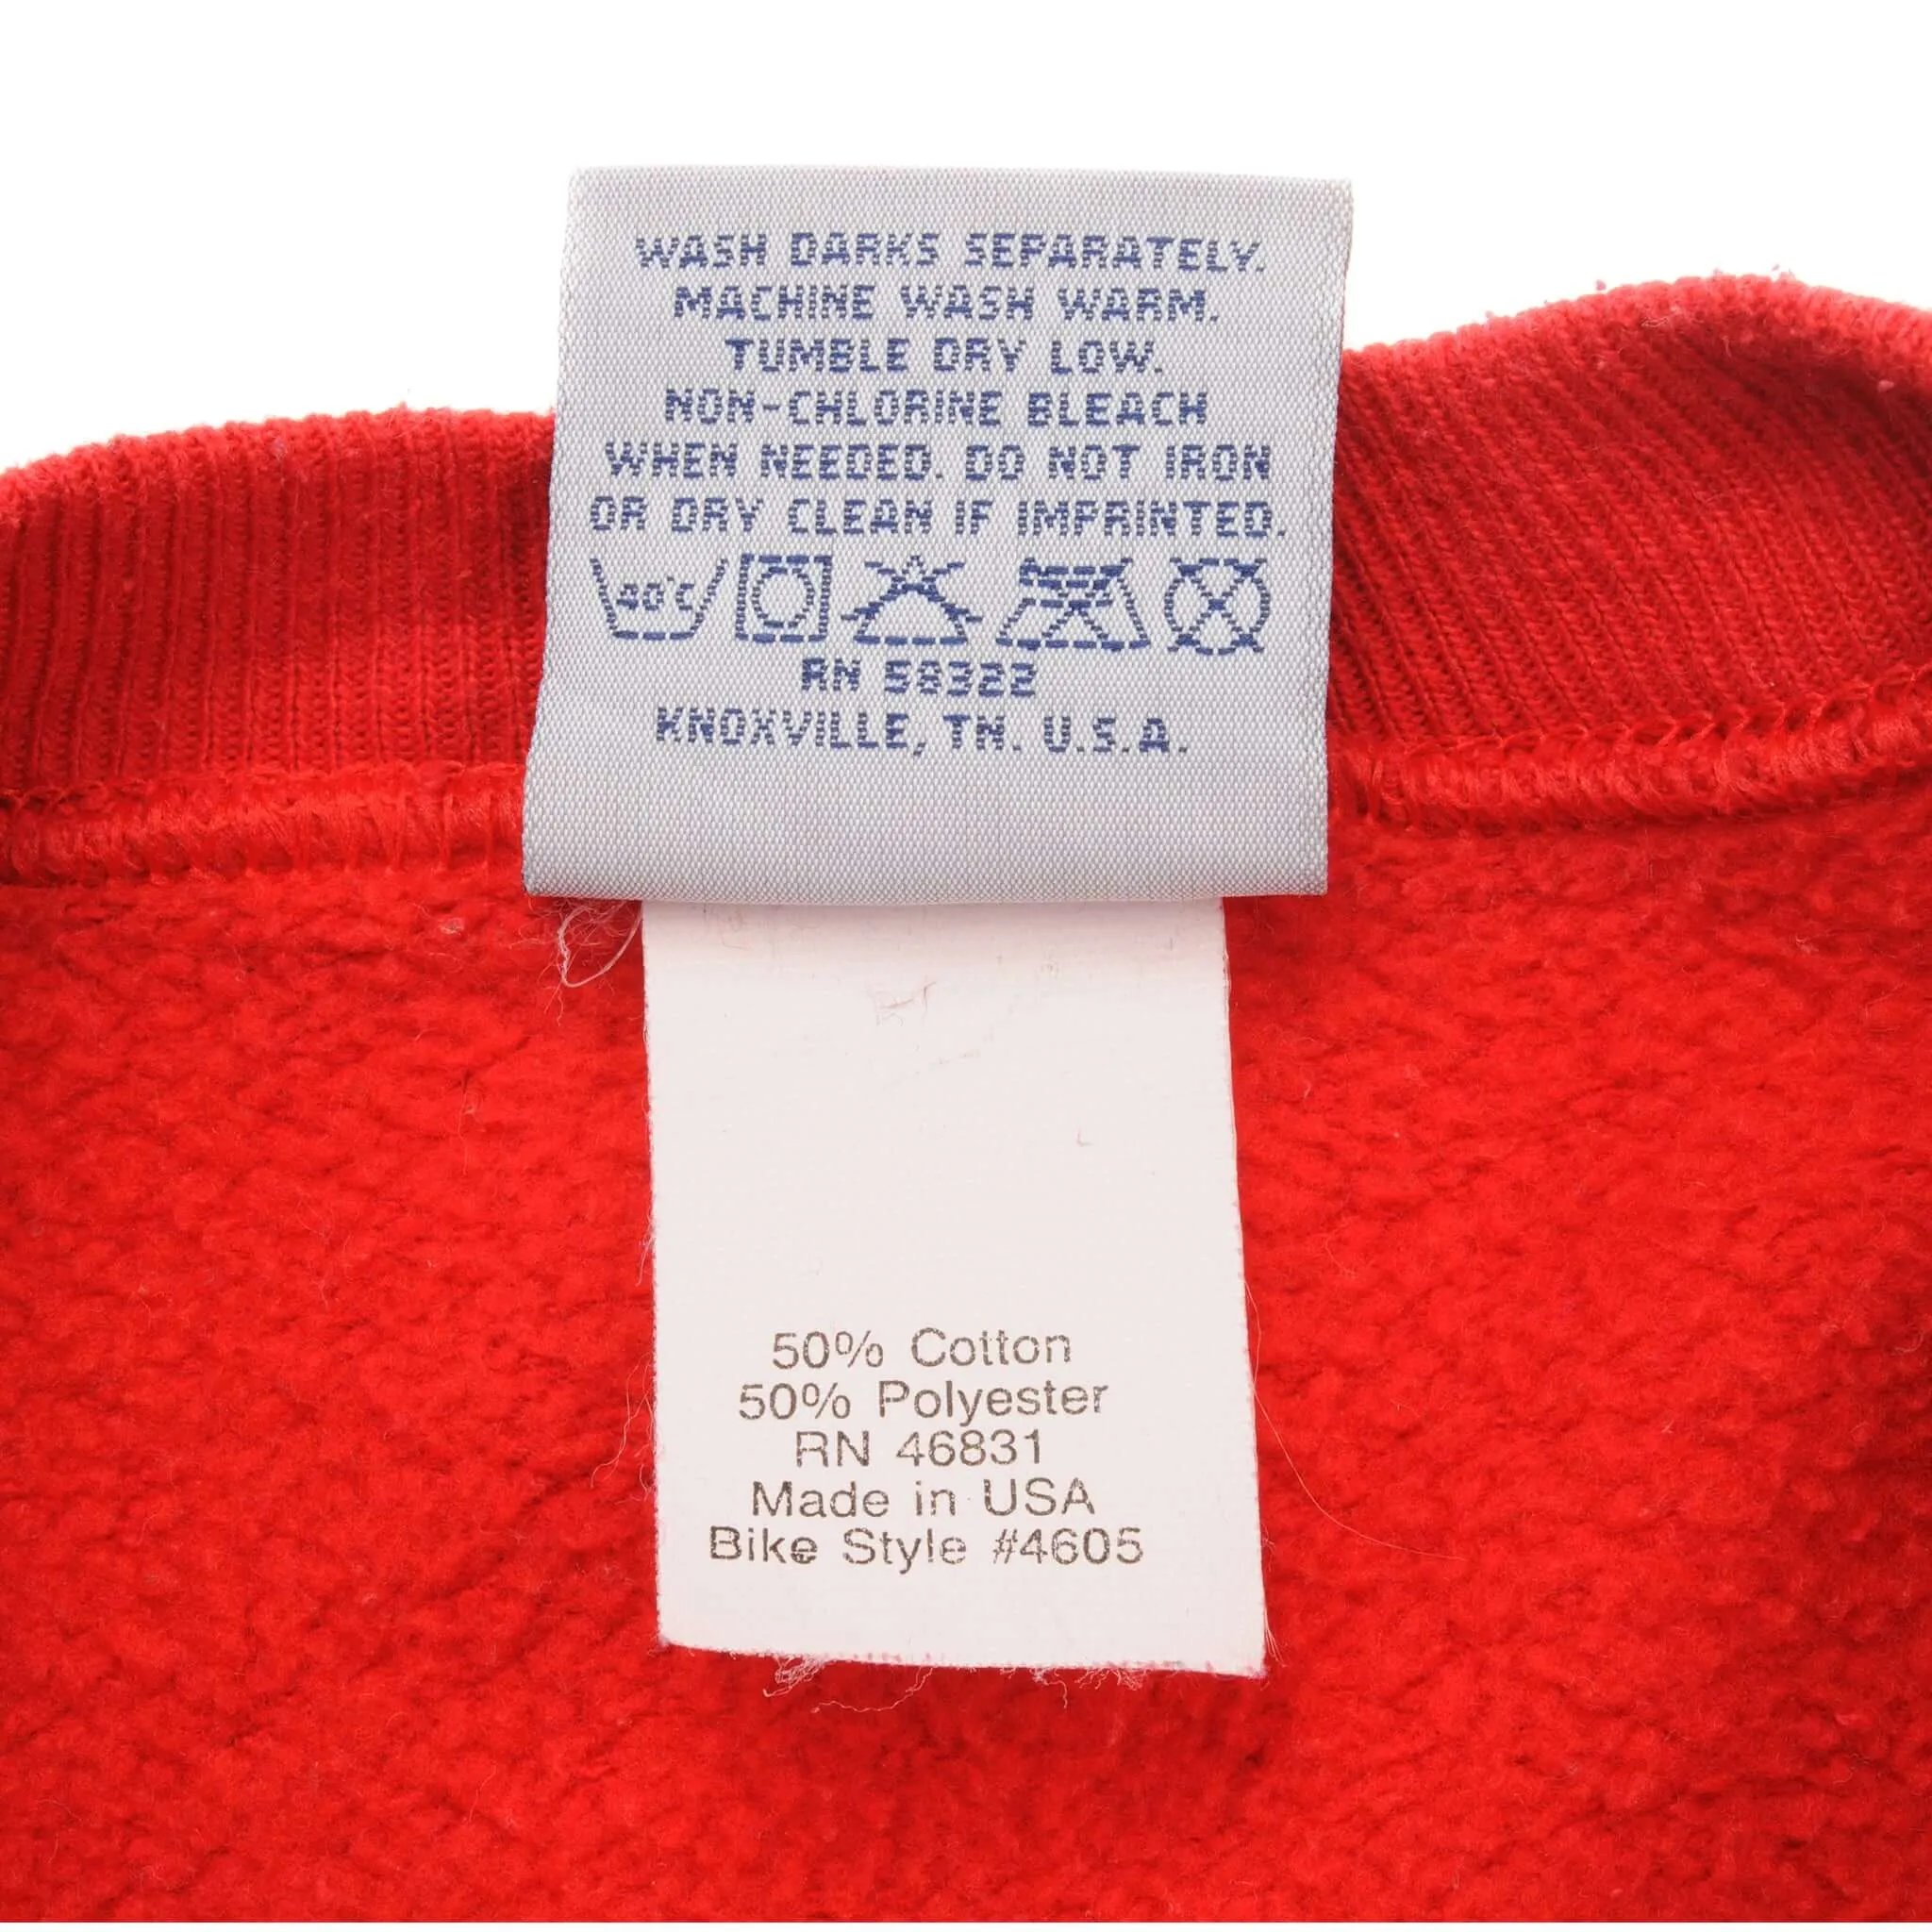 WASH DARKS SEPARATELY.
MACHINE WASH WARM.
TUMBLE DRY LOW.
NON-CHLORINE BLEACH
WHEN NEEDED. DO NOT IRON
OR DRY CLEAN IF IMPRINTED.
40°C
RN 58322
KNOXVILLE, TN. U.S.A.
50% Cotton
50% Polyester
RN 46831
Made in USA
Bike Style #4605